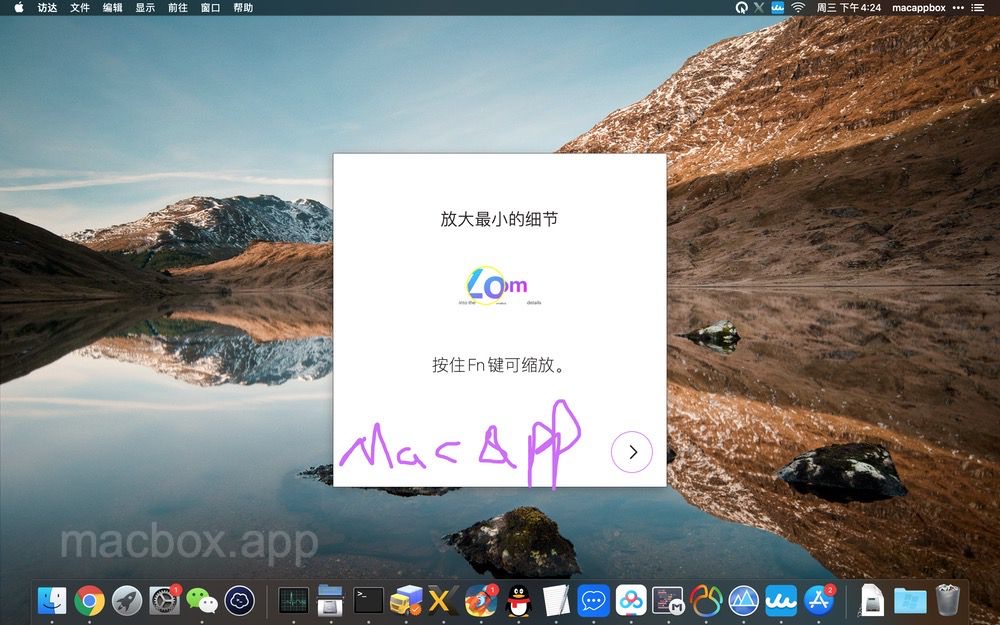 访达 文件 编辑 显示 前往 窗口 帮助 周三 下午4:24 macappbox
放大最小的细节
Zoom
into the details
按住Fn键可缩放。
MacApp
macbox.app